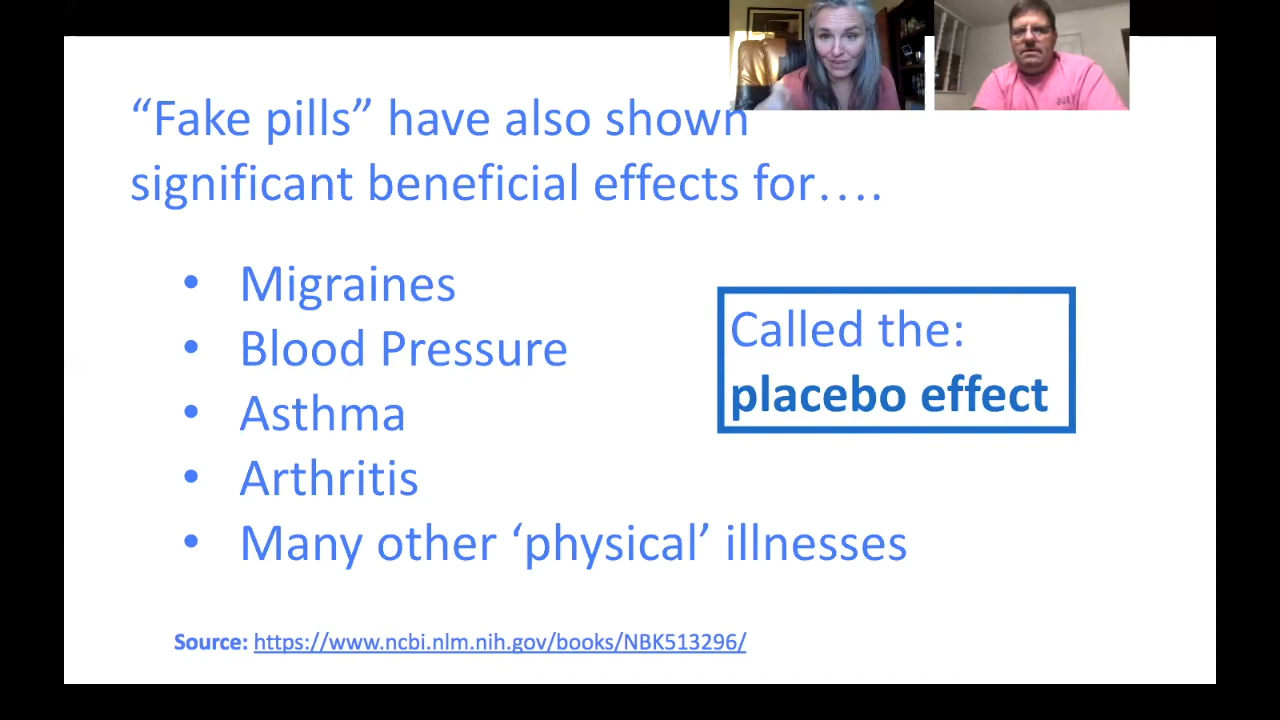 “Fake pills” have also shown
significant beneficial effects for….
• Migraines
• Blood Pressure
• Asthma
• Arthritis
• Many other ‘physical’ illnesses
Called the:
placebo effect
Source: https://www.ncbi.nlm.nih.gov/books/NBK513296/